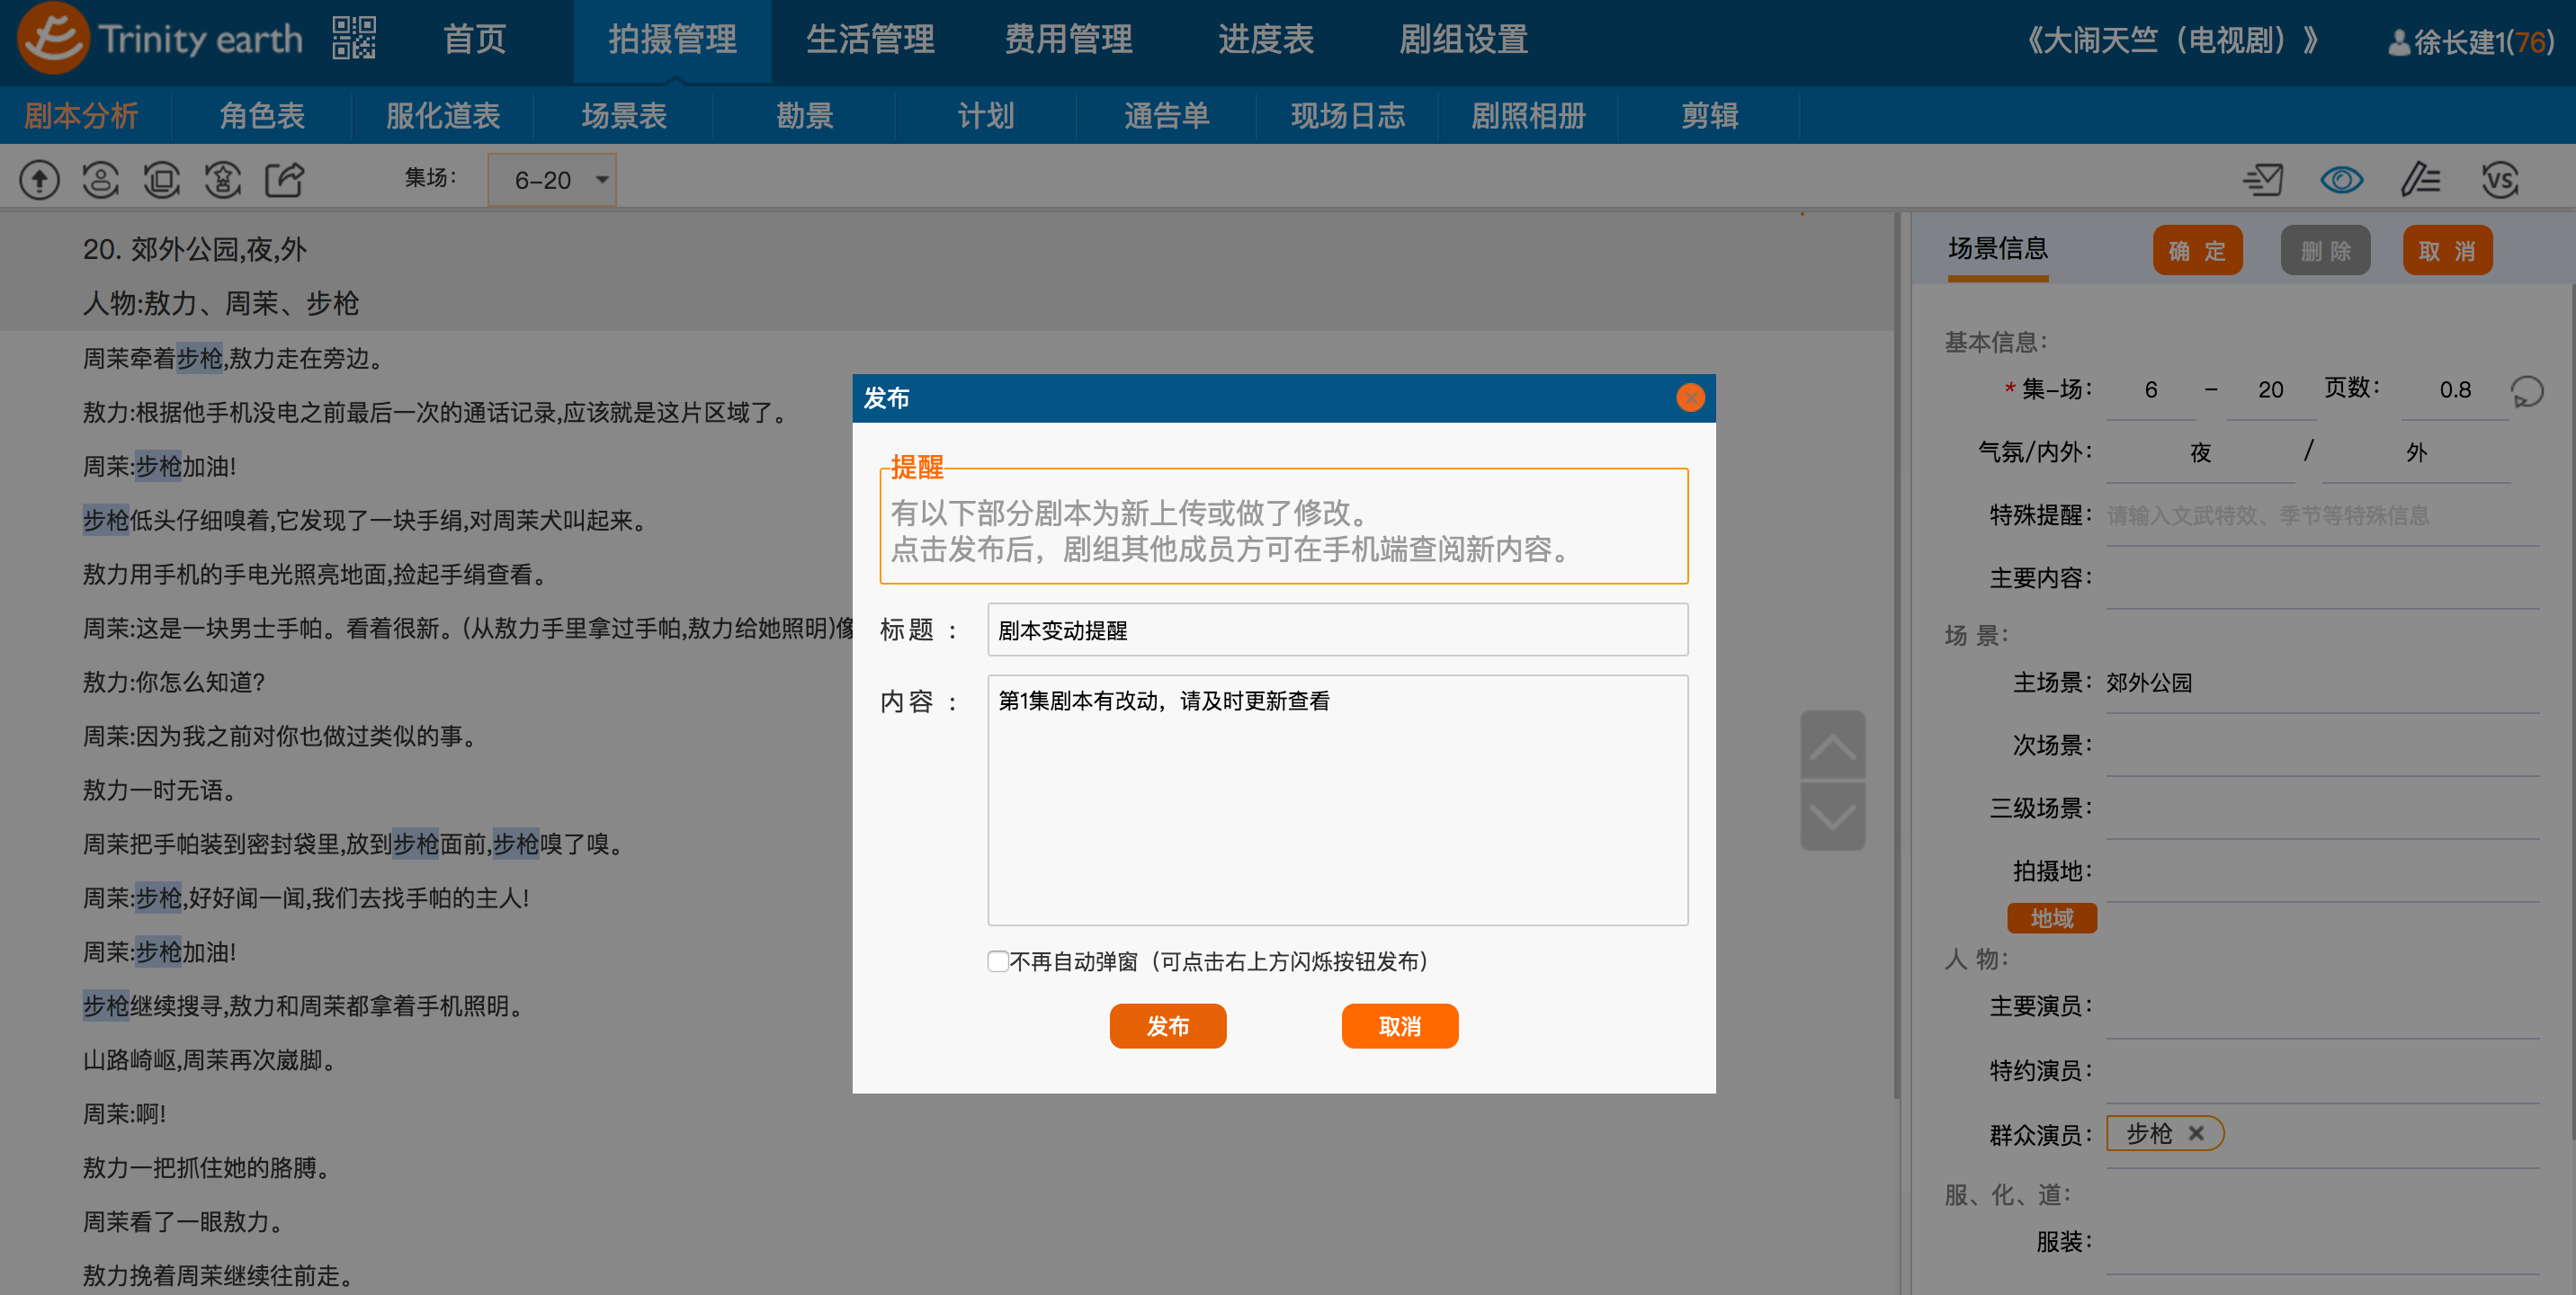 Trinity earth 首页 拍摄管理 生活管理 费用管理 进度表 剧组设置 《大闹天竺（电视剧）》 徐长建1(76)
剧本分析 角色表 服化道表 场景表 勘景 计划 通告单 现场日志 剧照相册 剪辑
集场： 6-20 VS
20. 郊外公园,夜,外
人物:敖力、周茉、步枪
周茉牵着步枪,敖力走在旁边。
敖力:根据他手机没电之前最后一次的通话记录,应该就是这片区域了。
周茉:步枪加油!
步枪低头仔细嗅着,它发现了一块手绢,对周茉犬叫起来。
敖力用手机的手电光照亮地面,捡起手绢查看。
周茉:这是一块男士手帕。看着很新。(从敖力手里拿过手帕,敖力给她照明)像
敖力:你怎么知道?
周茉:因为我之前对你也做过类似的事。
敖力一时无语。
周茉把手帕装到密封袋里,放到步枪面前,步枪嗅了嗅。
周茉:步枪,好好闻一闻,我们去找手帕的主人!
周茉:步枪加油!
步枪继续搜寻,敖力和周茉都拿着手机照明。
山路崎岖,周茉再次崴脚。
周茉:啊!
敖力一把抓住她的胳膊。
周茉看了一眼敖力。
敖力挽着周茉继续往前走。
发布
提醒
有以下部分剧本为新上传或做了修改。
点击发布后，剧组其他成员方可在手机端查阅新内容。
标题 ： 剧本变动提醒
内容 ： 第1集剧本有改动，请及时更新查看
不再自动弹窗（可点击右上方闪烁按钮发布）
发布 取消
场景信息 确 定 删 除 取 消
基本信息：
* 集-场： 6 - 20 页数： 0.8
气氛/内外： 夜 / 外
特殊提醒： 请输入文武特效、季节等特殊信息
主要内容：
场 景：
主场景： 郊外公园
次场景：
三级场景：
拍摄地：
地域
人 物：
主要演员：
特约演员：
群众演员： 步枪 ×
服、化、道：
服装：